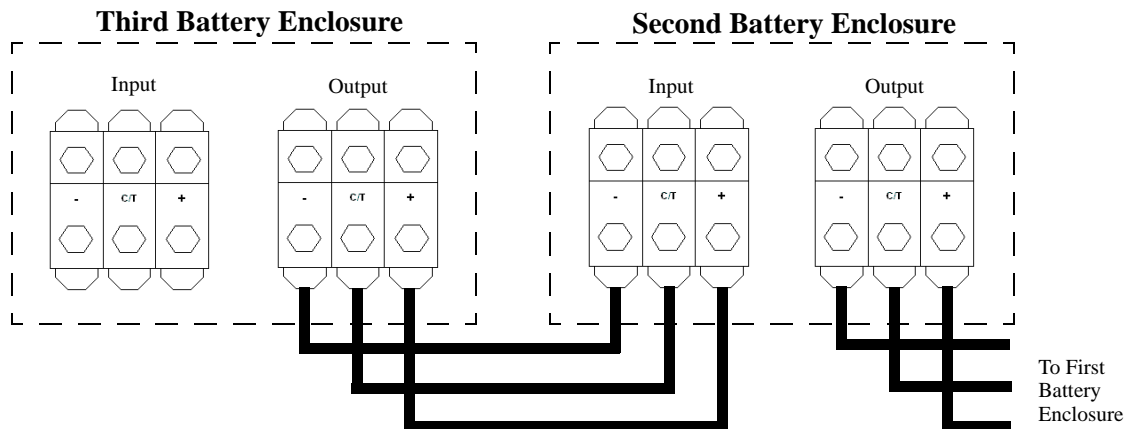 Third Battery Enclosure
Second Battery Enclosure
Input
Output
Input
Output
- C/T +
- C/T +
- C/T +
- C/T +
To First
Battery
Enclosure